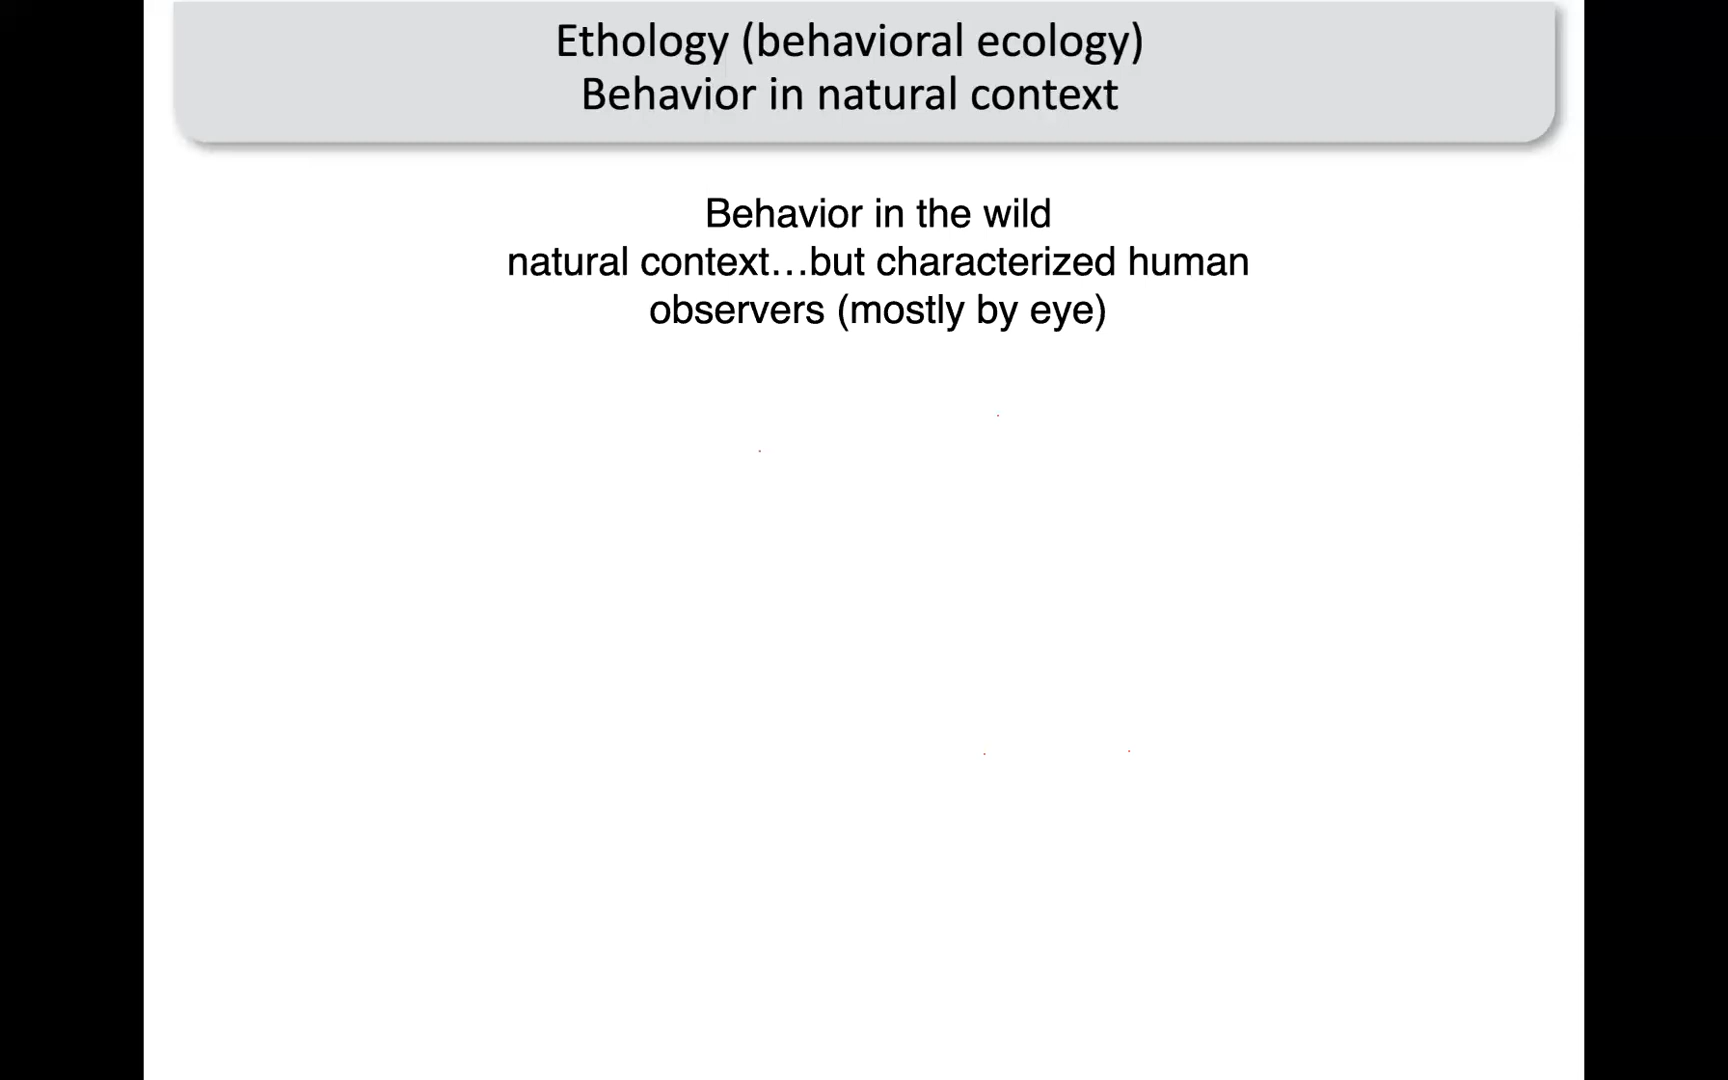 Ethology (behavioral ecology)
Behavior in natural context
Behavior in the wild
natural context…but characterized human
observers (mostly by eye)